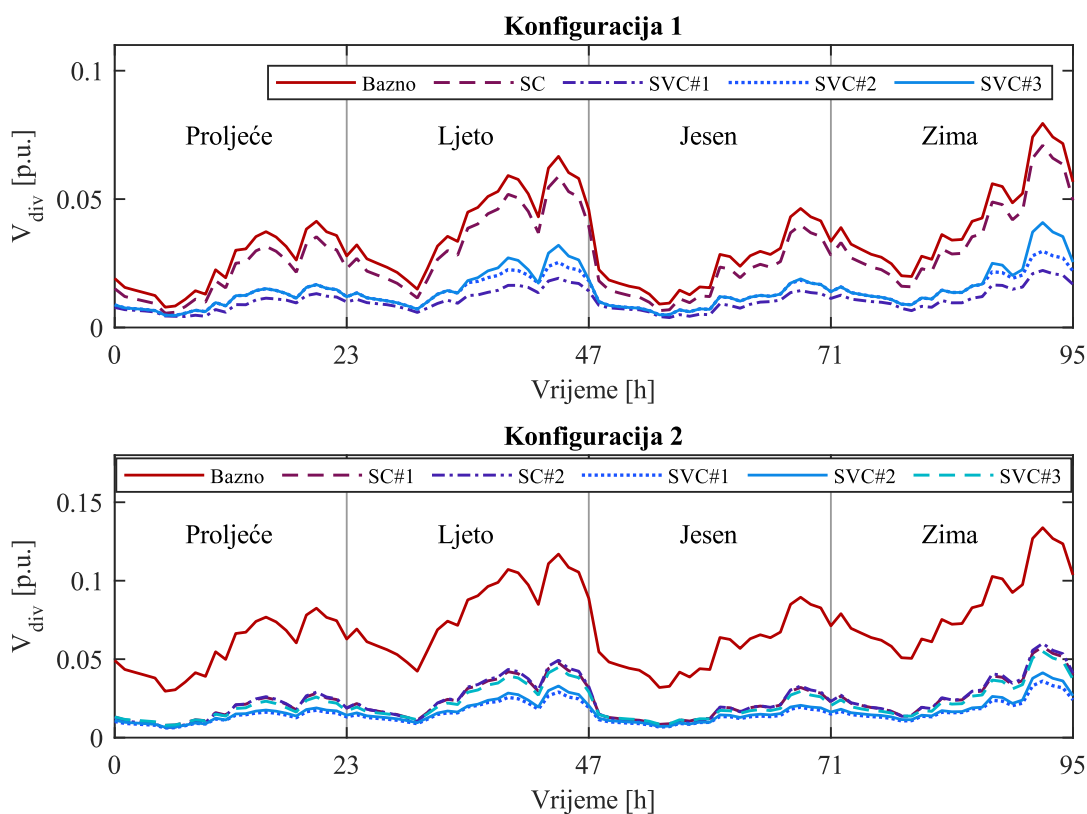 Konfiguracija 1
0.1
Bazno SC SVC#1 SVC#2 SVC#3
Proljeće Ljeto Jesen Zima
0.05
V_div [p.u.]
0
0 23 47 71 95
Vrijeme [h]
Konfiguracija 2
Bazno SC#1 SC#2 SVC#1 SVC#2 SVC#3
0.15
Proljeće Ljeto Jesen Zima
0.1
V_div [p.u.]
0.05
0
0 23 47 71 95
Vrijeme [h]